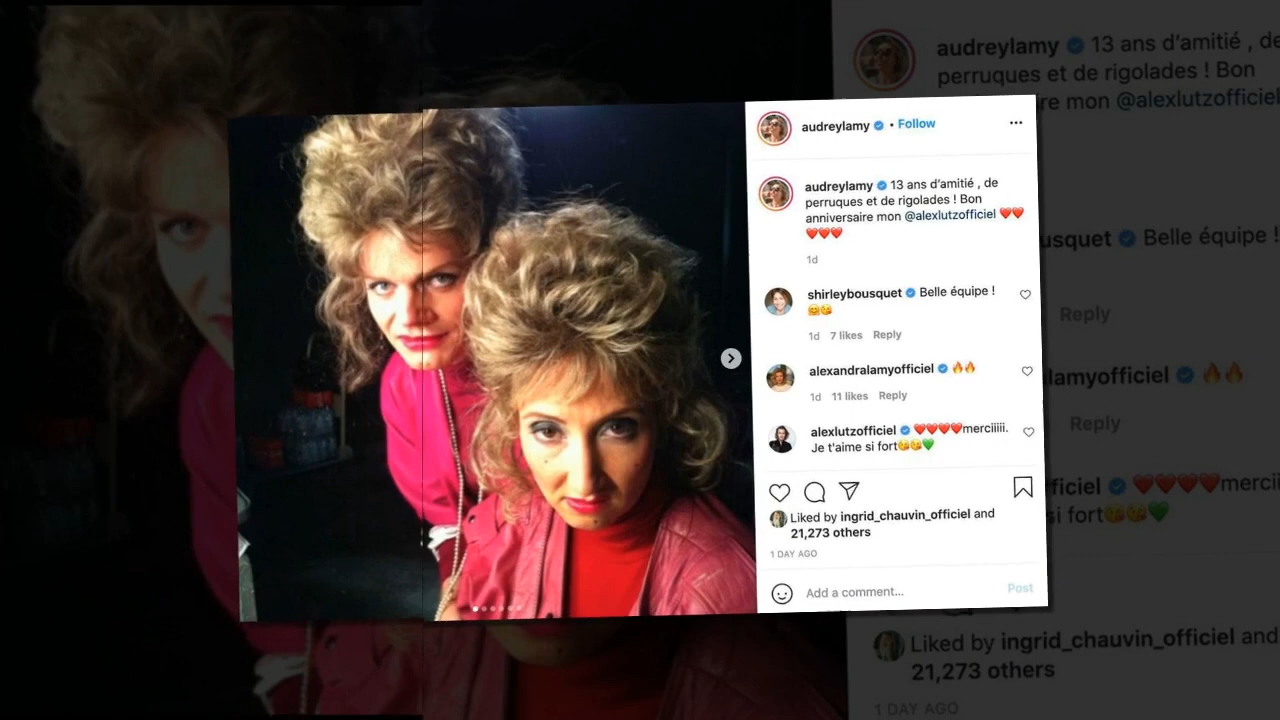 audreylamy • Follow
audreylamy 13 ans d'amitié , de
perruques et de rigolades ! Bon
anniversaire mon @alexlutzofficiel ❤️❤️
❤️❤️❤️
1d
shirleybousquet Belle équipe !
🤗😘
1d 7 likes Reply
alexandralamyofficiel 🔥🔥
1d 11 likes Reply
alexlutzofficiel ❤️❤️❤️❤️merciiiii.
Je t'aime si fort😘😘💚
Liked by ingrid_chauvin_officiel and
21,273 others
1 DAY AGO
Add a comment... Post
audreylamy 13 ans d'amitié , de
perruques et de rigolades ! Bon
re mon @alexlutzofficiel
usquet Belle équipe !
Reply
lamyofficiel 🔥🔥
Reply
ficiel ❤️❤️❤️❤️merci
si fort😘😘💚
Liked by ingrid_chauvin_officiel and
21,273 others
1 DAY AGO